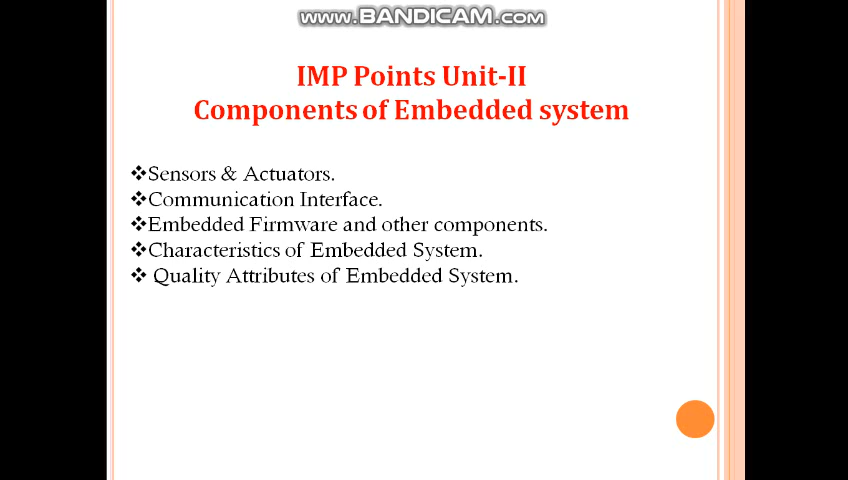 www.BANDICAM.com
IMP Points Unit-II
Components of Embedded system
❖Sensors & Actuators.
❖Communication Interface.
❖Embedded Firmware and other components.
❖Characteristics of Embedded System.
❖ Quality Attributes of Embedded System.